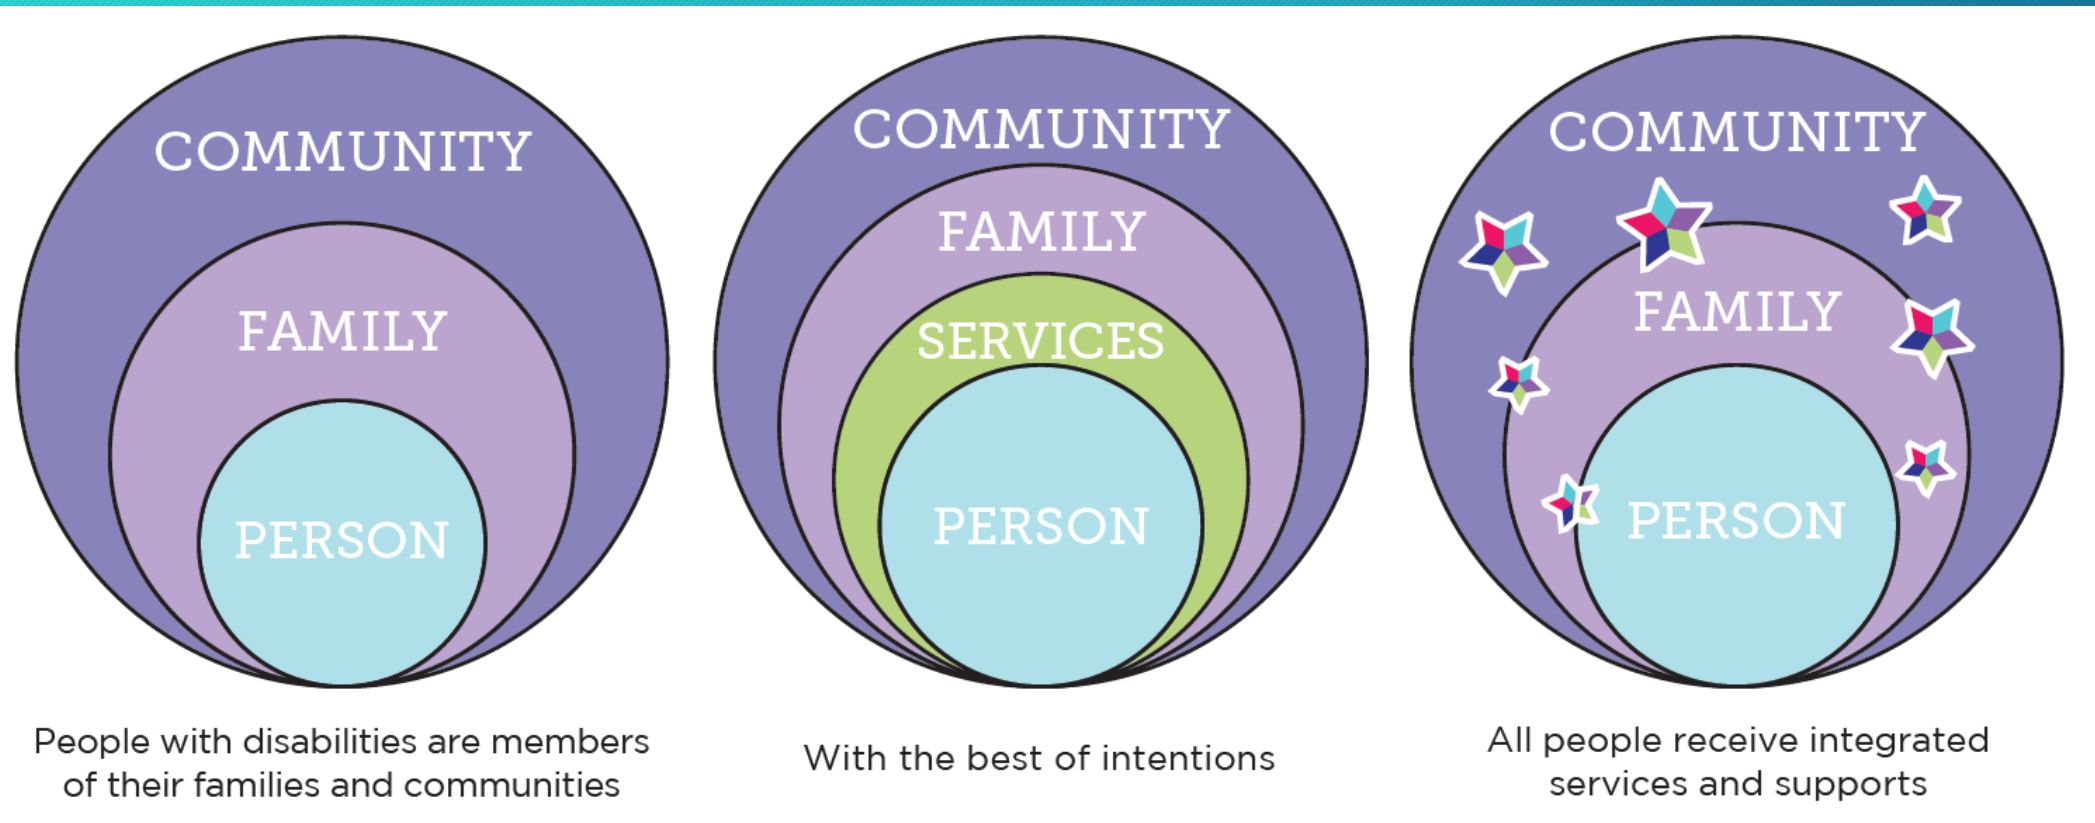 COMMUNITY
FAMILY
PERSON
People with disabilities are members
of their families and communities
COMMUNITY
FAMILY
SERVICES
PERSON
With the best of intentions
COMMUNITY
FAMILY
PERSON
All people receive integrated
services and supports